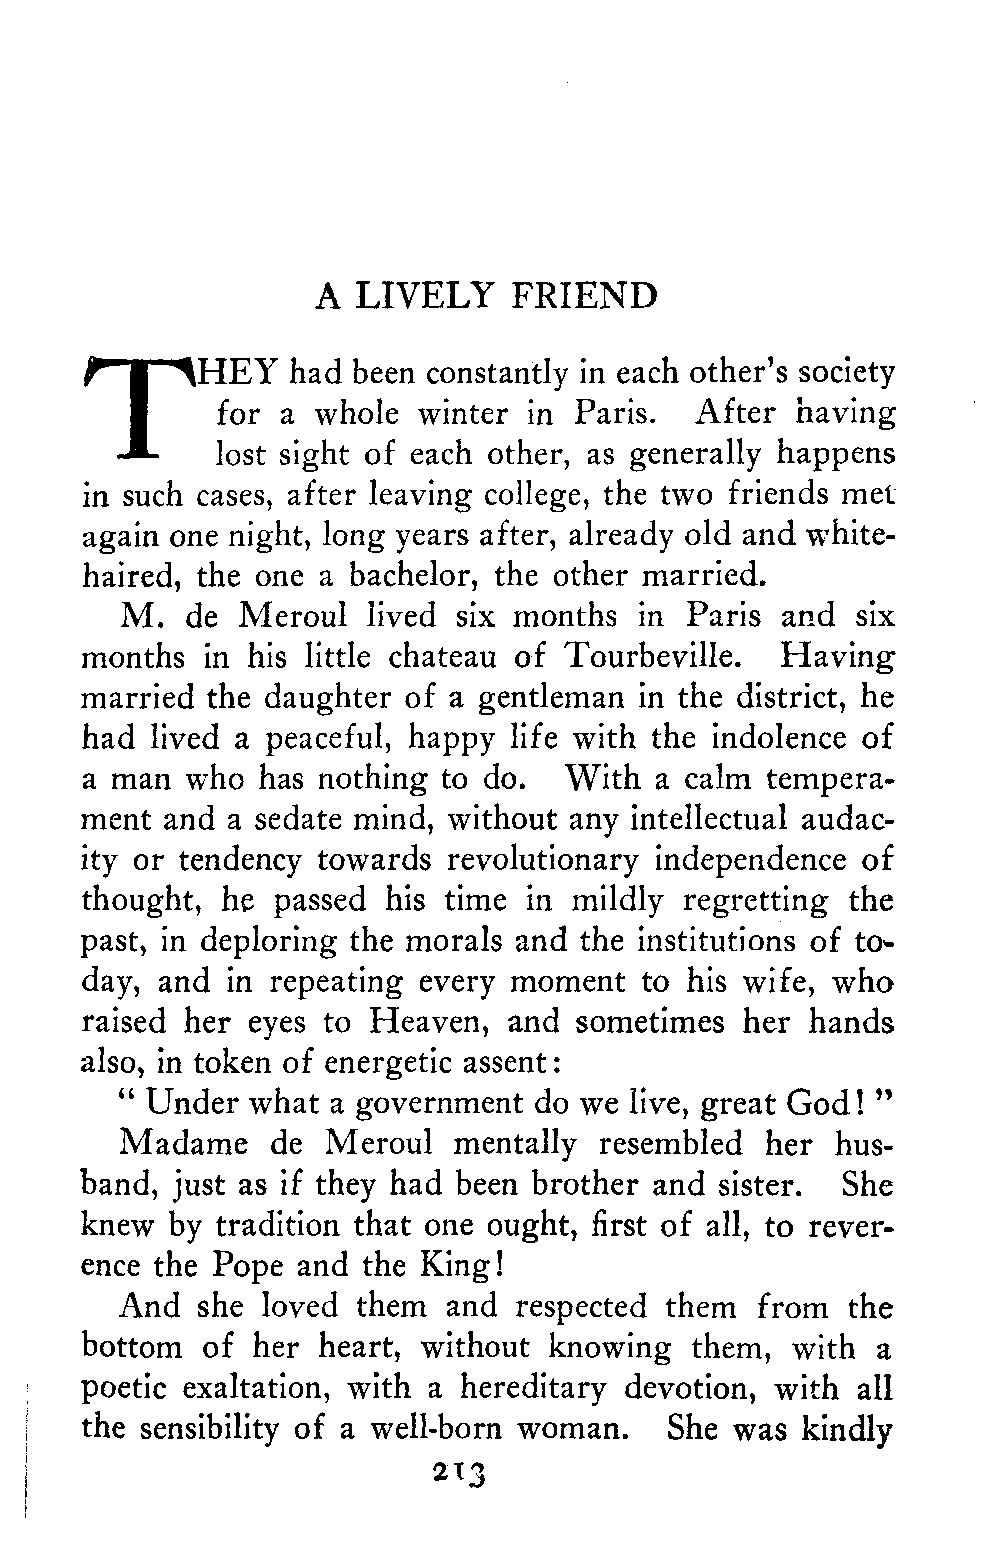 A LIVELY FRIEND
THEY had been constantly in each other's society
for a whole winter in Paris. After having
lost sight of each other, as generally happens
in such cases, after leaving college, the two friends met
again one night, long years after, already old and white-
haired, the one a bachelor, the other married.
M. de Meroul lived six months in Paris and six
months in his little chateau of Tourbeville. Having
married the daughter of a gentleman in the district, he
had lived a peaceful, happy life with the indolence of
a man who has nothing to do. With a calm tempera-
ment and a sedate mind, without any intellectual audac-
ity or tendency towards revolutionary independence of
thought, he passed his time in mildly regretting the
past, in deploring the morals and the institutions of to-
day, and in repeating every moment to his wife, who
raised her eyes to Heaven, and sometimes her hands
also, in token of energetic assent:
" Under what a government do we live, great God! "
Madame de Meroul mentally resembled her hus-
band, just as if they had been brother and sister. She
knew by tradition that one ought, first of all, to rever-
ence the Pope and the King!
And she loved them and respected them from the
bottom of her heart, without knowing them, with a
poetic exaltation, with a hereditary devotion, with all
the sensibility of a well-born woman. She was kindly
213